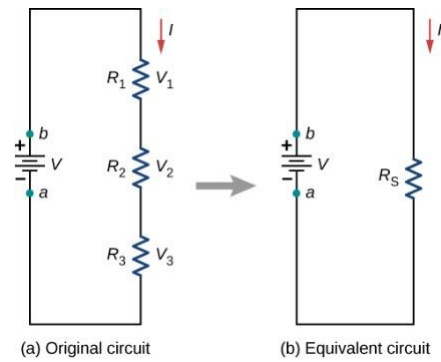 I
R1 V1
b
+
V
R2 V2
−
a
R3 V3
(a) Original circuit
I
b
+
V
RS
−
a
(b) Equivalent circuit